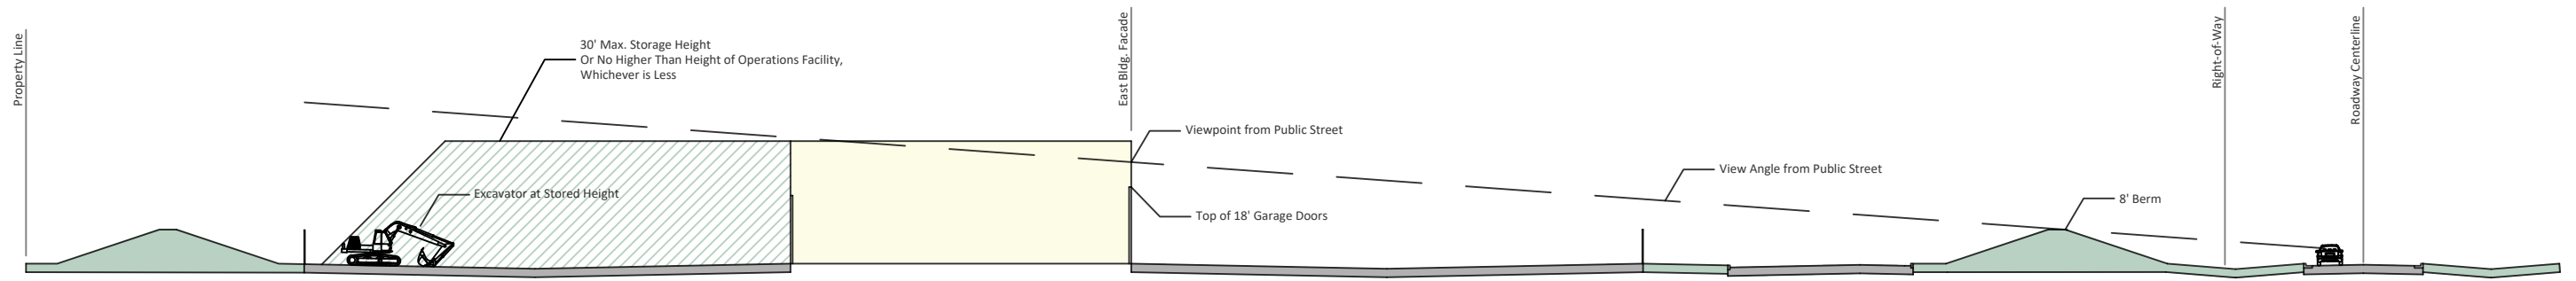 Property Line
30' Max. Storage Height
Or No Higher Than Height of Operations Facility,
Whichever is Less
Excavator at Stored Height
East Bldg. Facade
Viewpoint from Public Street
Top of 18' Garage Doors
View Angle from Public Street
8' Berm
Right-of-Way
Roadway Centerline